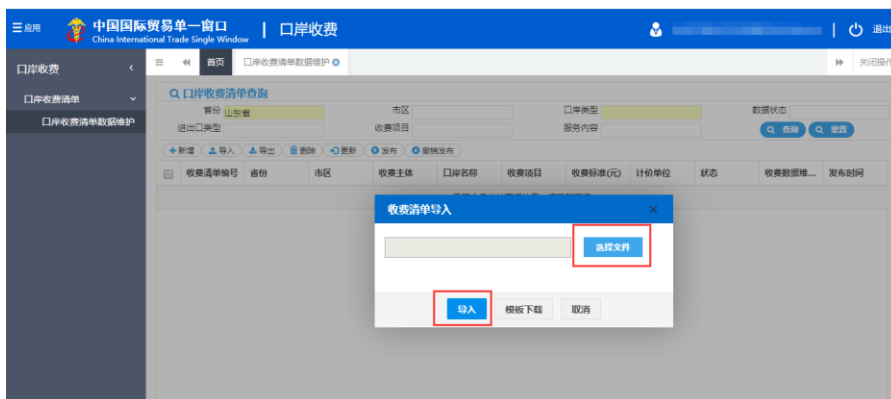 应用 中国国际贸易单一窗口 口岸收费 退出
China International Trade Single Window
口岸收费 首页 口岸收费清单数据维护 关闭操作
口岸收费清单
口岸收费清单数据维护
口岸收费清单查询
省份 山东省 市区 口岸类型 数据状态
进出口类型 收费项目 服务内容 查询 重置
新增 导入 导出 删除 更新 发布 撤销发布
收费清单编号 省份 市区 收费主体 口岸名称 收费项目 收费标准(元) 计价单位 状态 收费数据维... 发布时间
收费清单导入
选择文件
导入 模板下载 取消